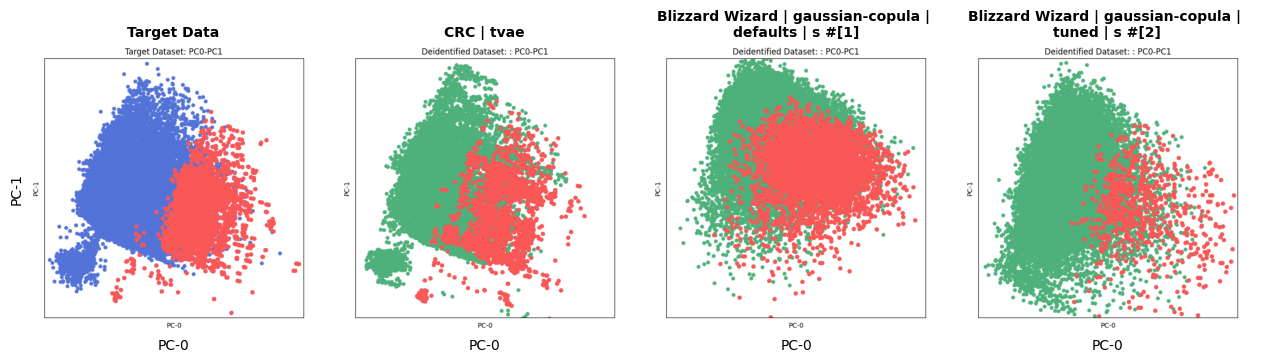 Target Data
Target Dataset: PC0-PC1
PC-1
PC-1
PC-0
PC-0
CRC | tvae
Deidentified Dataset: : PC0-PC1
PC-1
PC-0
PC-0
Blizzard Wizard | gaussian-copula |
defaults | s #[1]
Deidentified Dataset: : PC0-PC1
PC-1
PC-0
PC-0
Blizzard Wizard | gaussian-copula |
tuned | s #[2]
Deidentified Dataset: : PC0-PC1
PC-1
PC-0
PC-0